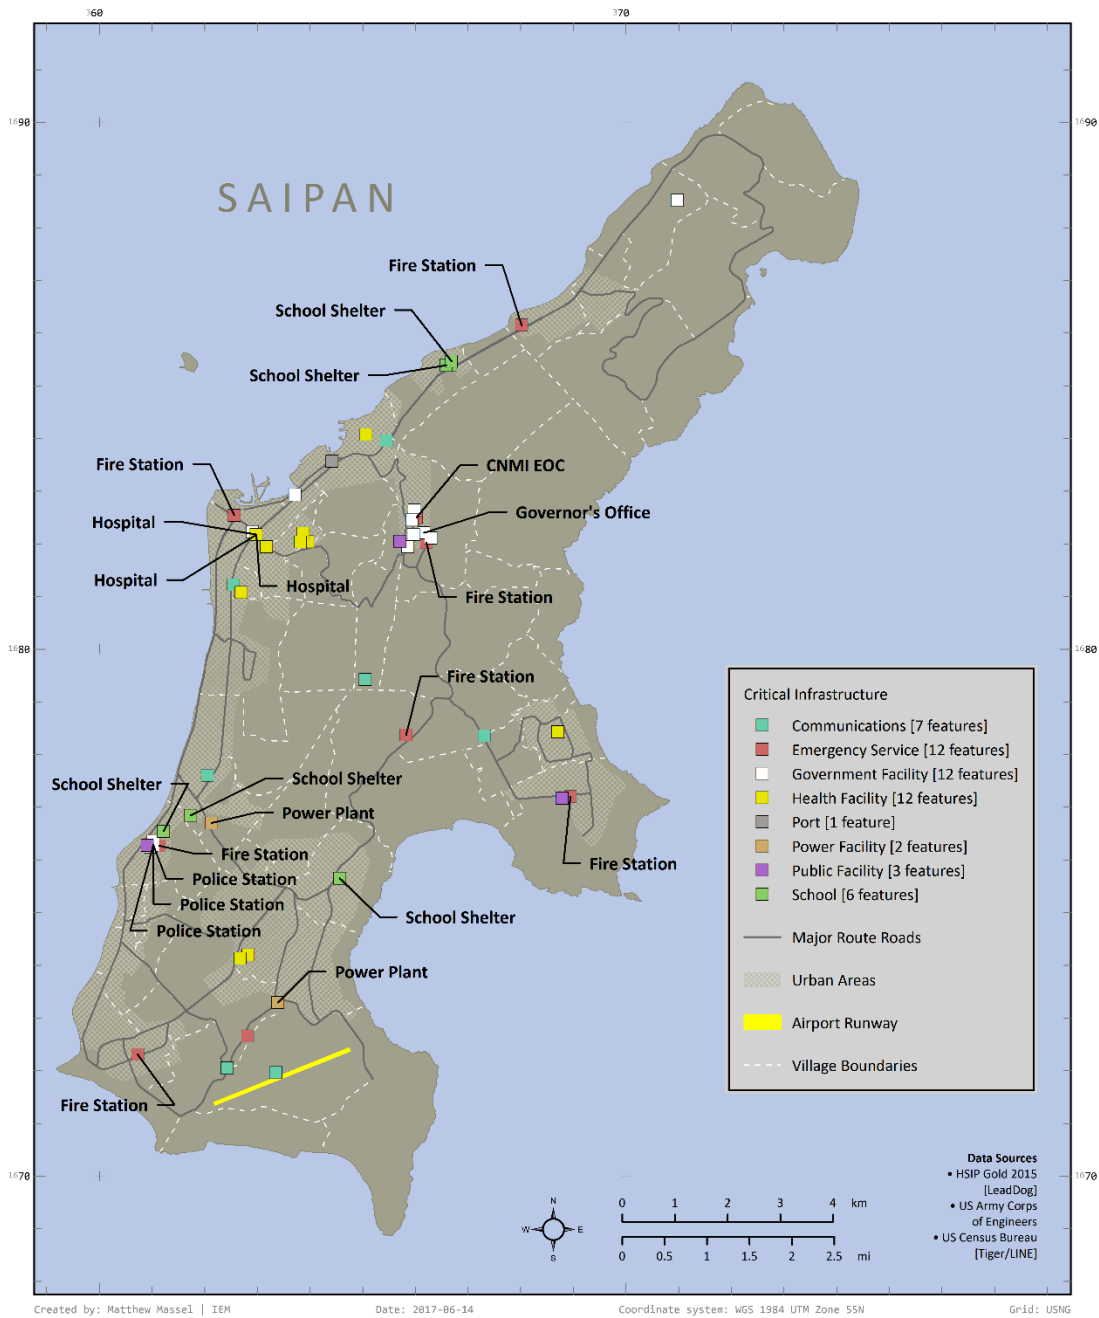 360
370
1690
1690
SAIPAN
Fire Station
School Shelter
School Shelter
Fire Station
CNMI EOC
Hospital
Governor's Office
Hospital
Hospital
Fire Station
1680
1680
Fire Station
Critical Infrastructure
Communications [7 features]
Emergency Service [12 features]
Government Facility [12 features]
Health Facility [12 features]
Port [1 feature]
Power Facility [2 features]
Public Facility [3 features]
School [6 features]
Major Route Roads
Urban Areas
Airport Runway
Village Boundaries
School Shelter
School Shelter
Power Plant
Fire Station
Fire Station
Police Station
Police Station
School Shelter
Police Station
Power Plant
Fire Station
Data Sources
• HSIP Gold 2015
[LeadDog]
• US Army Corps
of Engineers
• US Census Bureau
[Tiger/LINE]
1670
1670
N
W
E
S
0 1 2 3 4 km
0 0.5 1 1.5 2 2.5 mi
Created by: Matthew Massel | IEM
Date: 2017-06-14
Coordinate system: WGS 1984 UTM Zone 55N
Grid: USNG